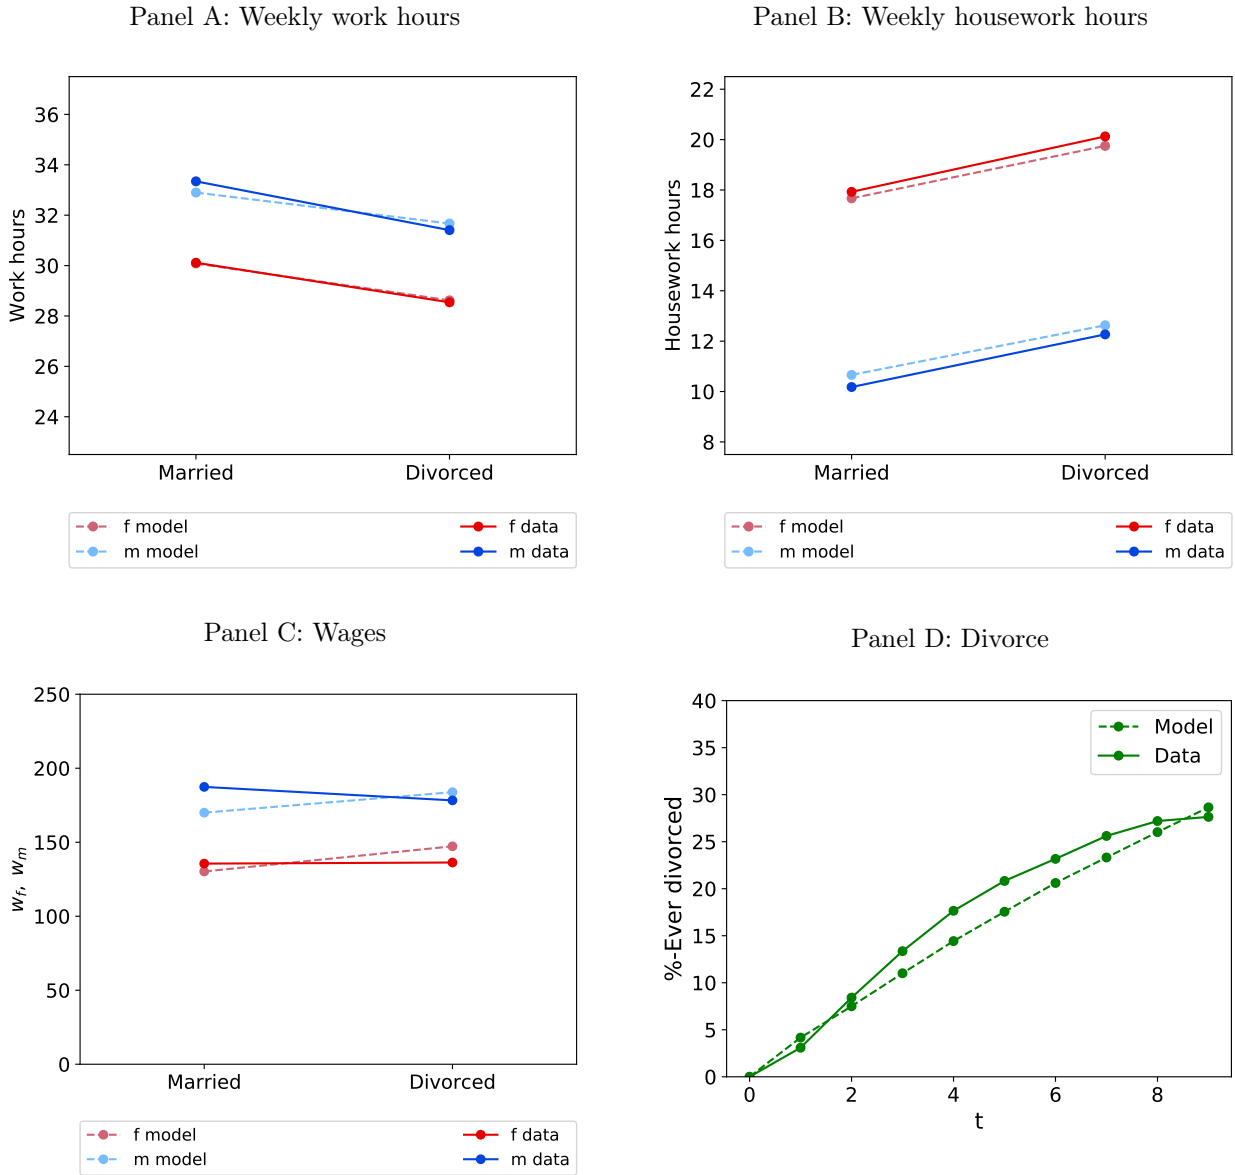 Panel A: Weekly work hours
36
34
32
30
28
26
24
Work hours
Married
Divorced
f model
f data
m model
m data
Panel B: Weekly housework hours
22
20
18
16
14
12
10
8
Housework hours
Married
Divorced
f model
f data
m model
m data
Panel C: Wages
250
200
150
100
50
0
w_f, w_m
Married
Divorced
f model
f data
m model
m data
Panel D: Divorce
40
35
30
25
20
15
10
5
0
%-Ever divorced
Model
Data
0
2
4
6
8
t